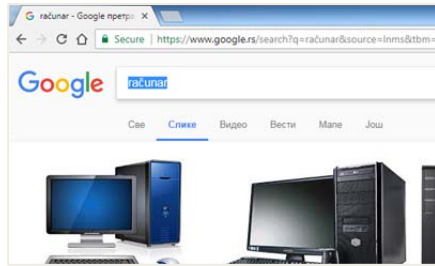 računar - Google претра
Secure | https://www.google.rs/search?q=računar&source=lnms&tbm=
Google
računar
Све Слике Видео Вести Мапе Још